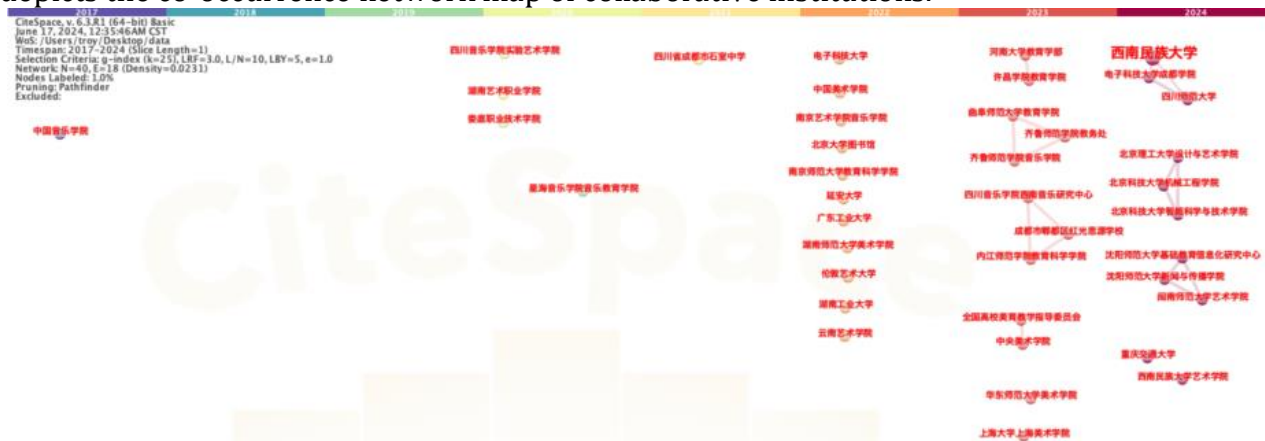 depicts the co-occurrence network map of collaborative institutions.
2017 2018 2019 2020 2021 2022 2023 2024
CiteSpace, v. 6.3.R1 (64-bit) Basic
June 17, 2024, 12:35:46AM CST
WoS: /Users/troy/Desktop/data
Timespan: 2017-2024 (Slice Length=1)
Selection Criteria: g-index (k=25), LRF=3.0, L/N=10, LBY=5, e=1.0
Network: N=40, E=18 (Density=0.0231)
Nodes Labeled: 1.0%
Pruning: Pathfinder
Excluded:
中国音乐学院
四川音乐学院实验艺术学院
湖南艺术职业学院
娄底职业技术学院
星海音乐学院音乐教育学院
四川省成都市石室中学
电子科技大学
中国美术学院
南京艺术学院音乐学院
北京大学图书馆
南京师范大学教育科学学院
延安大学
广东工业大学
湖南师范大学美术学院
伦敦艺术大学
湖南工业大学
云南艺术学院
河南大学教育学部
许昌学院教育学院
曲阜师范大学教育学院
齐鲁师范学院教务处
齐鲁师范学院音乐学院
四川音乐学院西南音乐研究中心
成都市郫都区红光思源学校
内江师范学院教育科学学院
全国高校美育教学指导委员会
中央美术学院
华东师范大学美术学院
上海大学上海美术学院
西南民族大学
电子科技大学成都学院
四川师范大学
北京理工大学设计与艺术学院
北京科技大学机械工程学院
北京科技大学智能科学与技术学院
沈阳师范大学基础教育信息化研究中心
沈阳师范大学新闻与传播学院
闽南师范大学艺术学院
重庆交通大学
西南民族大学艺术学院
CiteSpace